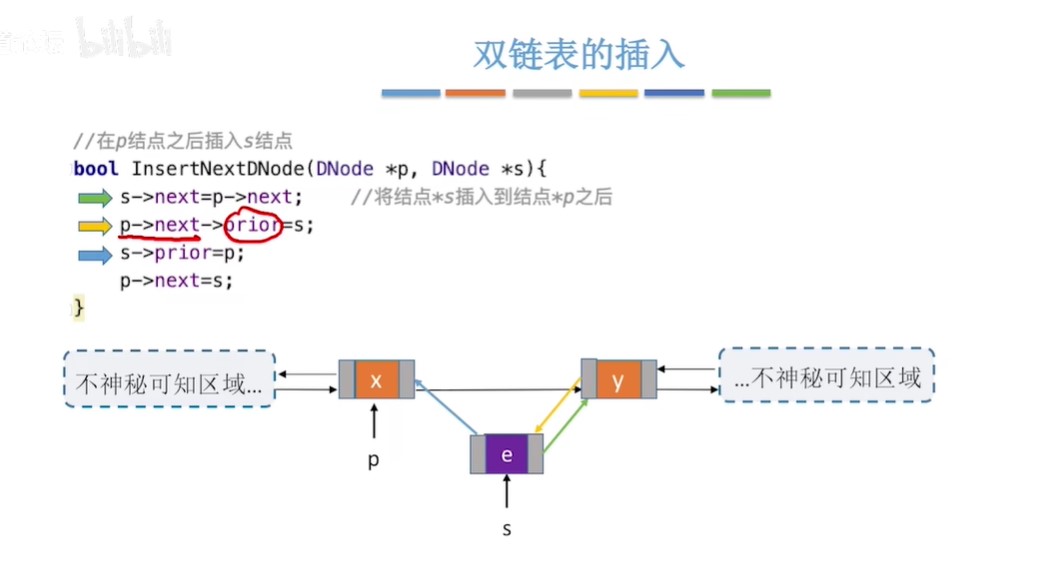 bilibili
双链表的插入
//在p结点之后插入s结点
bool InsertNextDNode(DNode *p, DNode *s){
s->next=p->next; //将结点*s插入到结点*p之后
p->next->prior=s;
s->prior=p;
p->next=s;
}
不神秘可知区域... x y ...不神秘可知区域
e
p
s